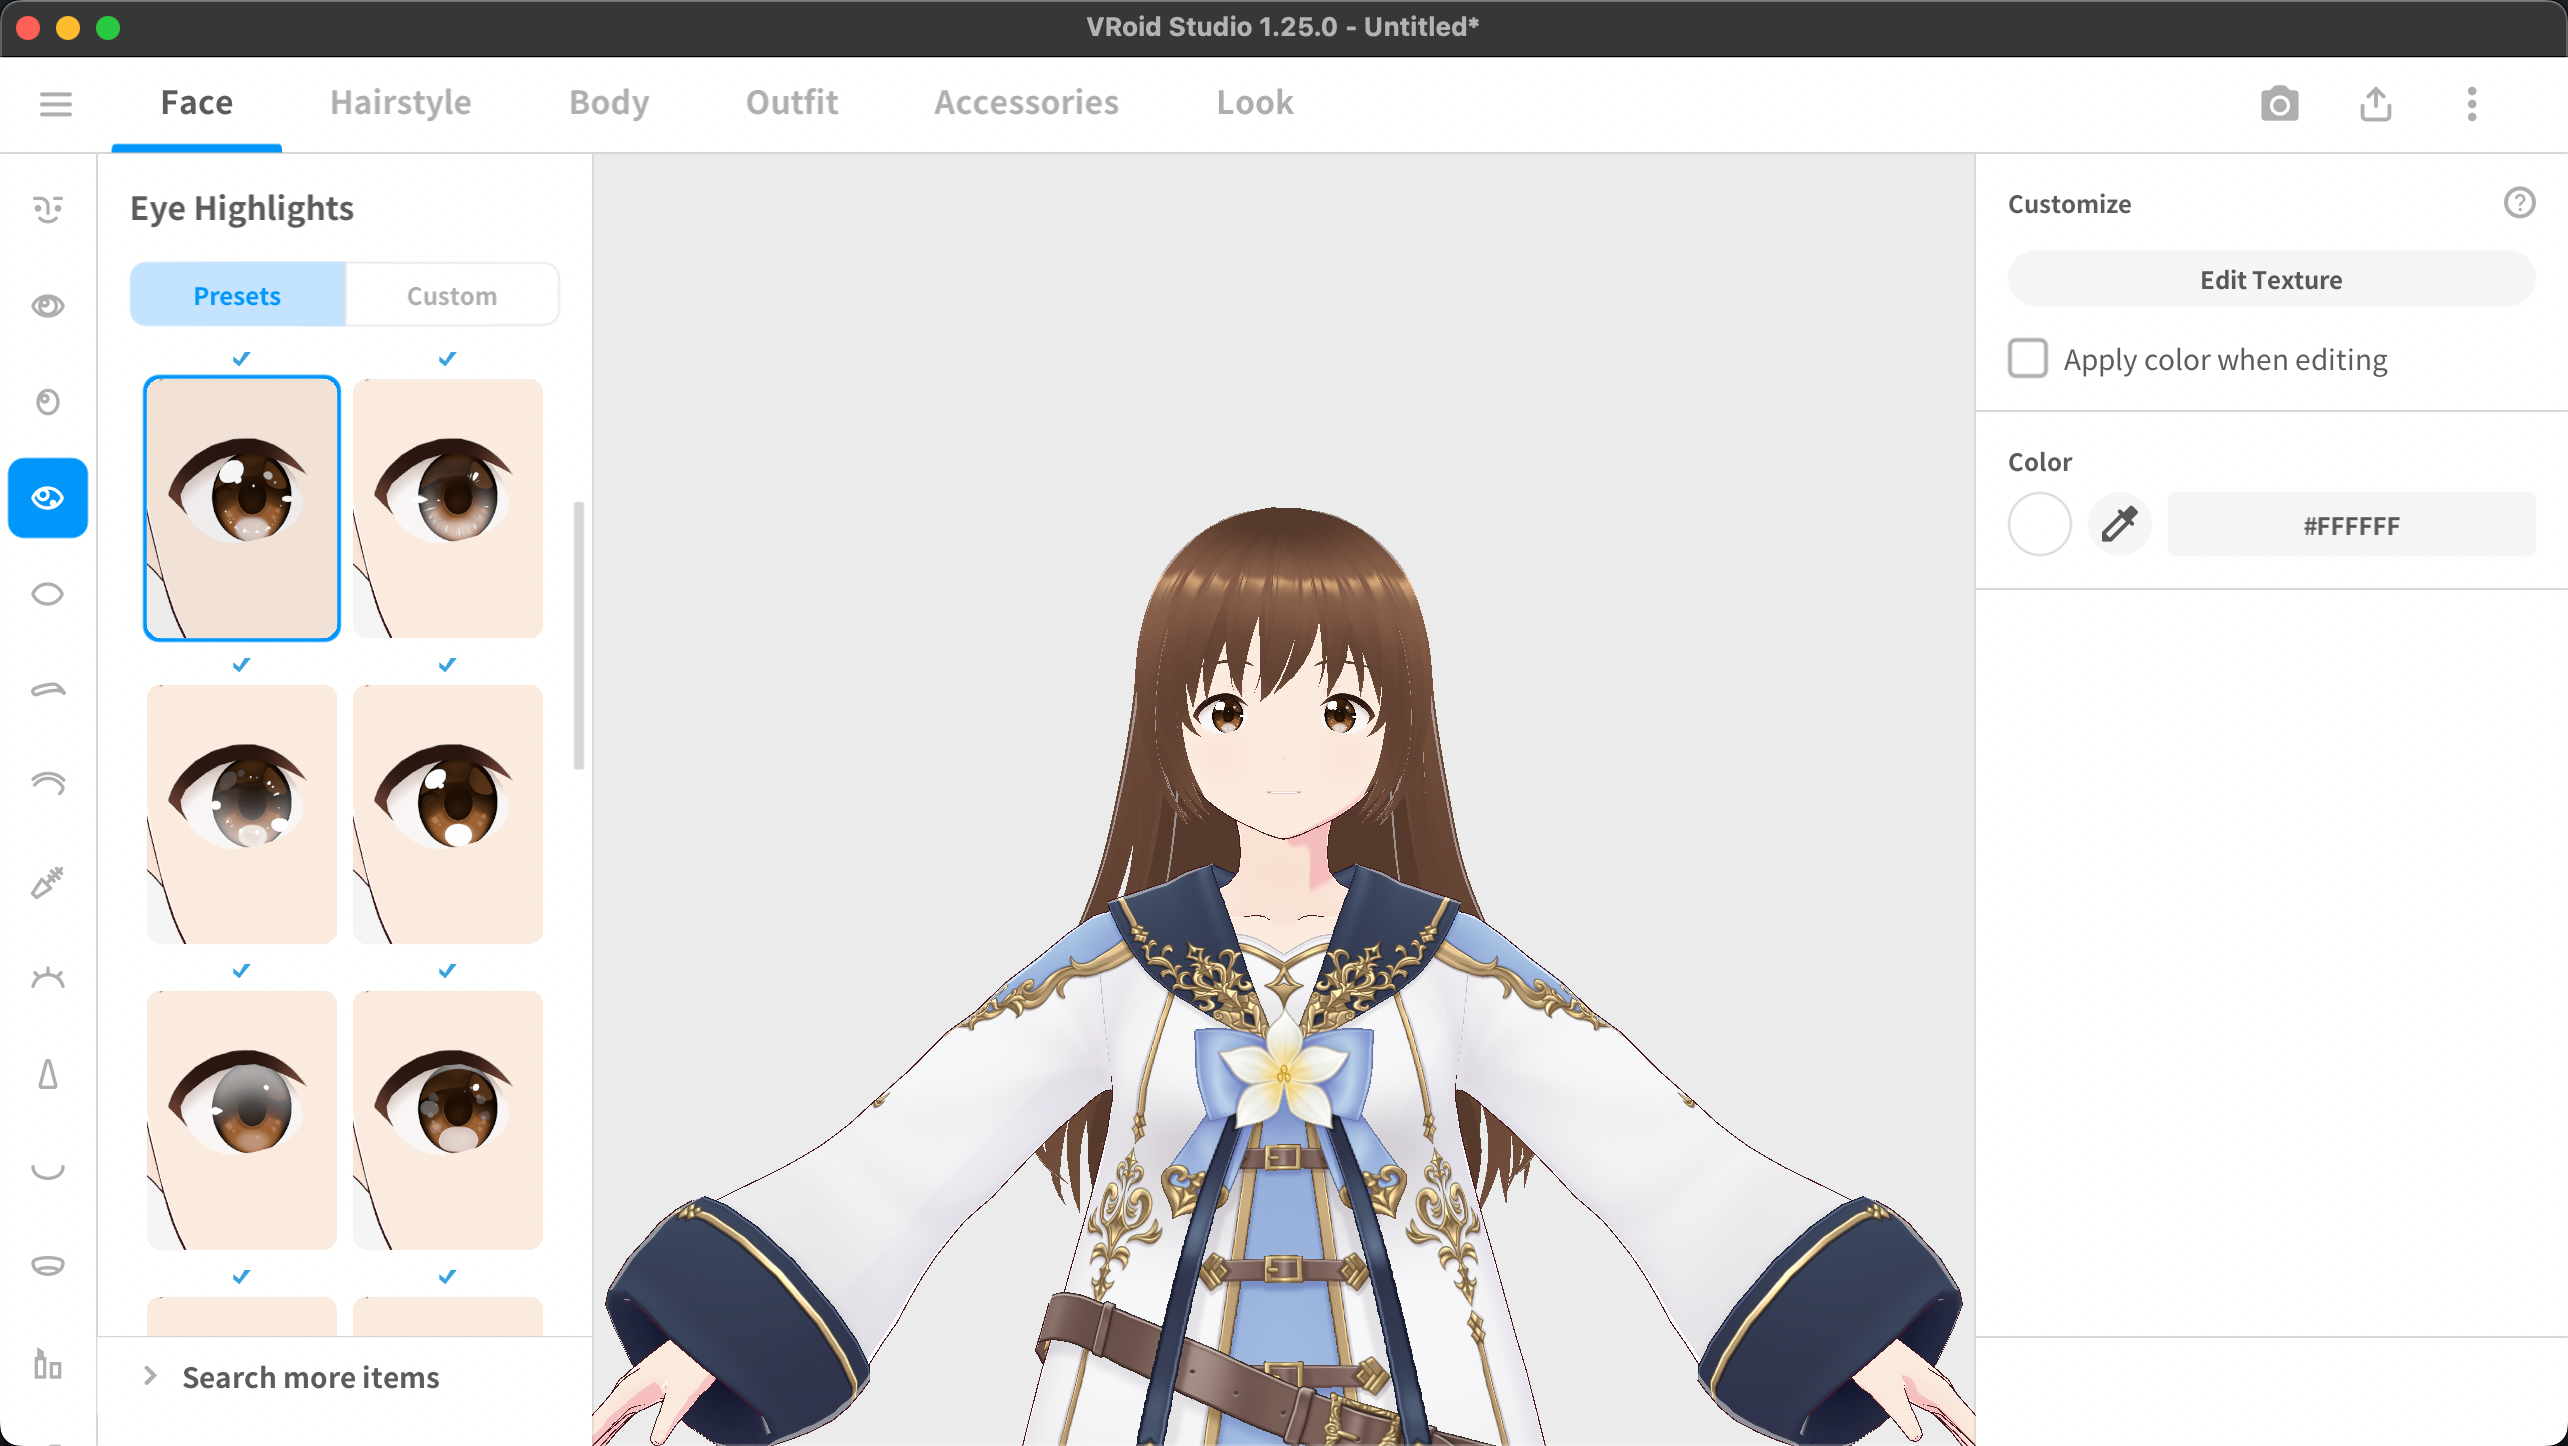 VRoid Studio 1.25.0 - Untitled*
Face
Hairstyle
Body
Outfit
Accessories
Look
Eye Highlights
Presets
Custom
Search more items
Customize
Edit Texture
Apply color when editing
Color
#FFFFFF